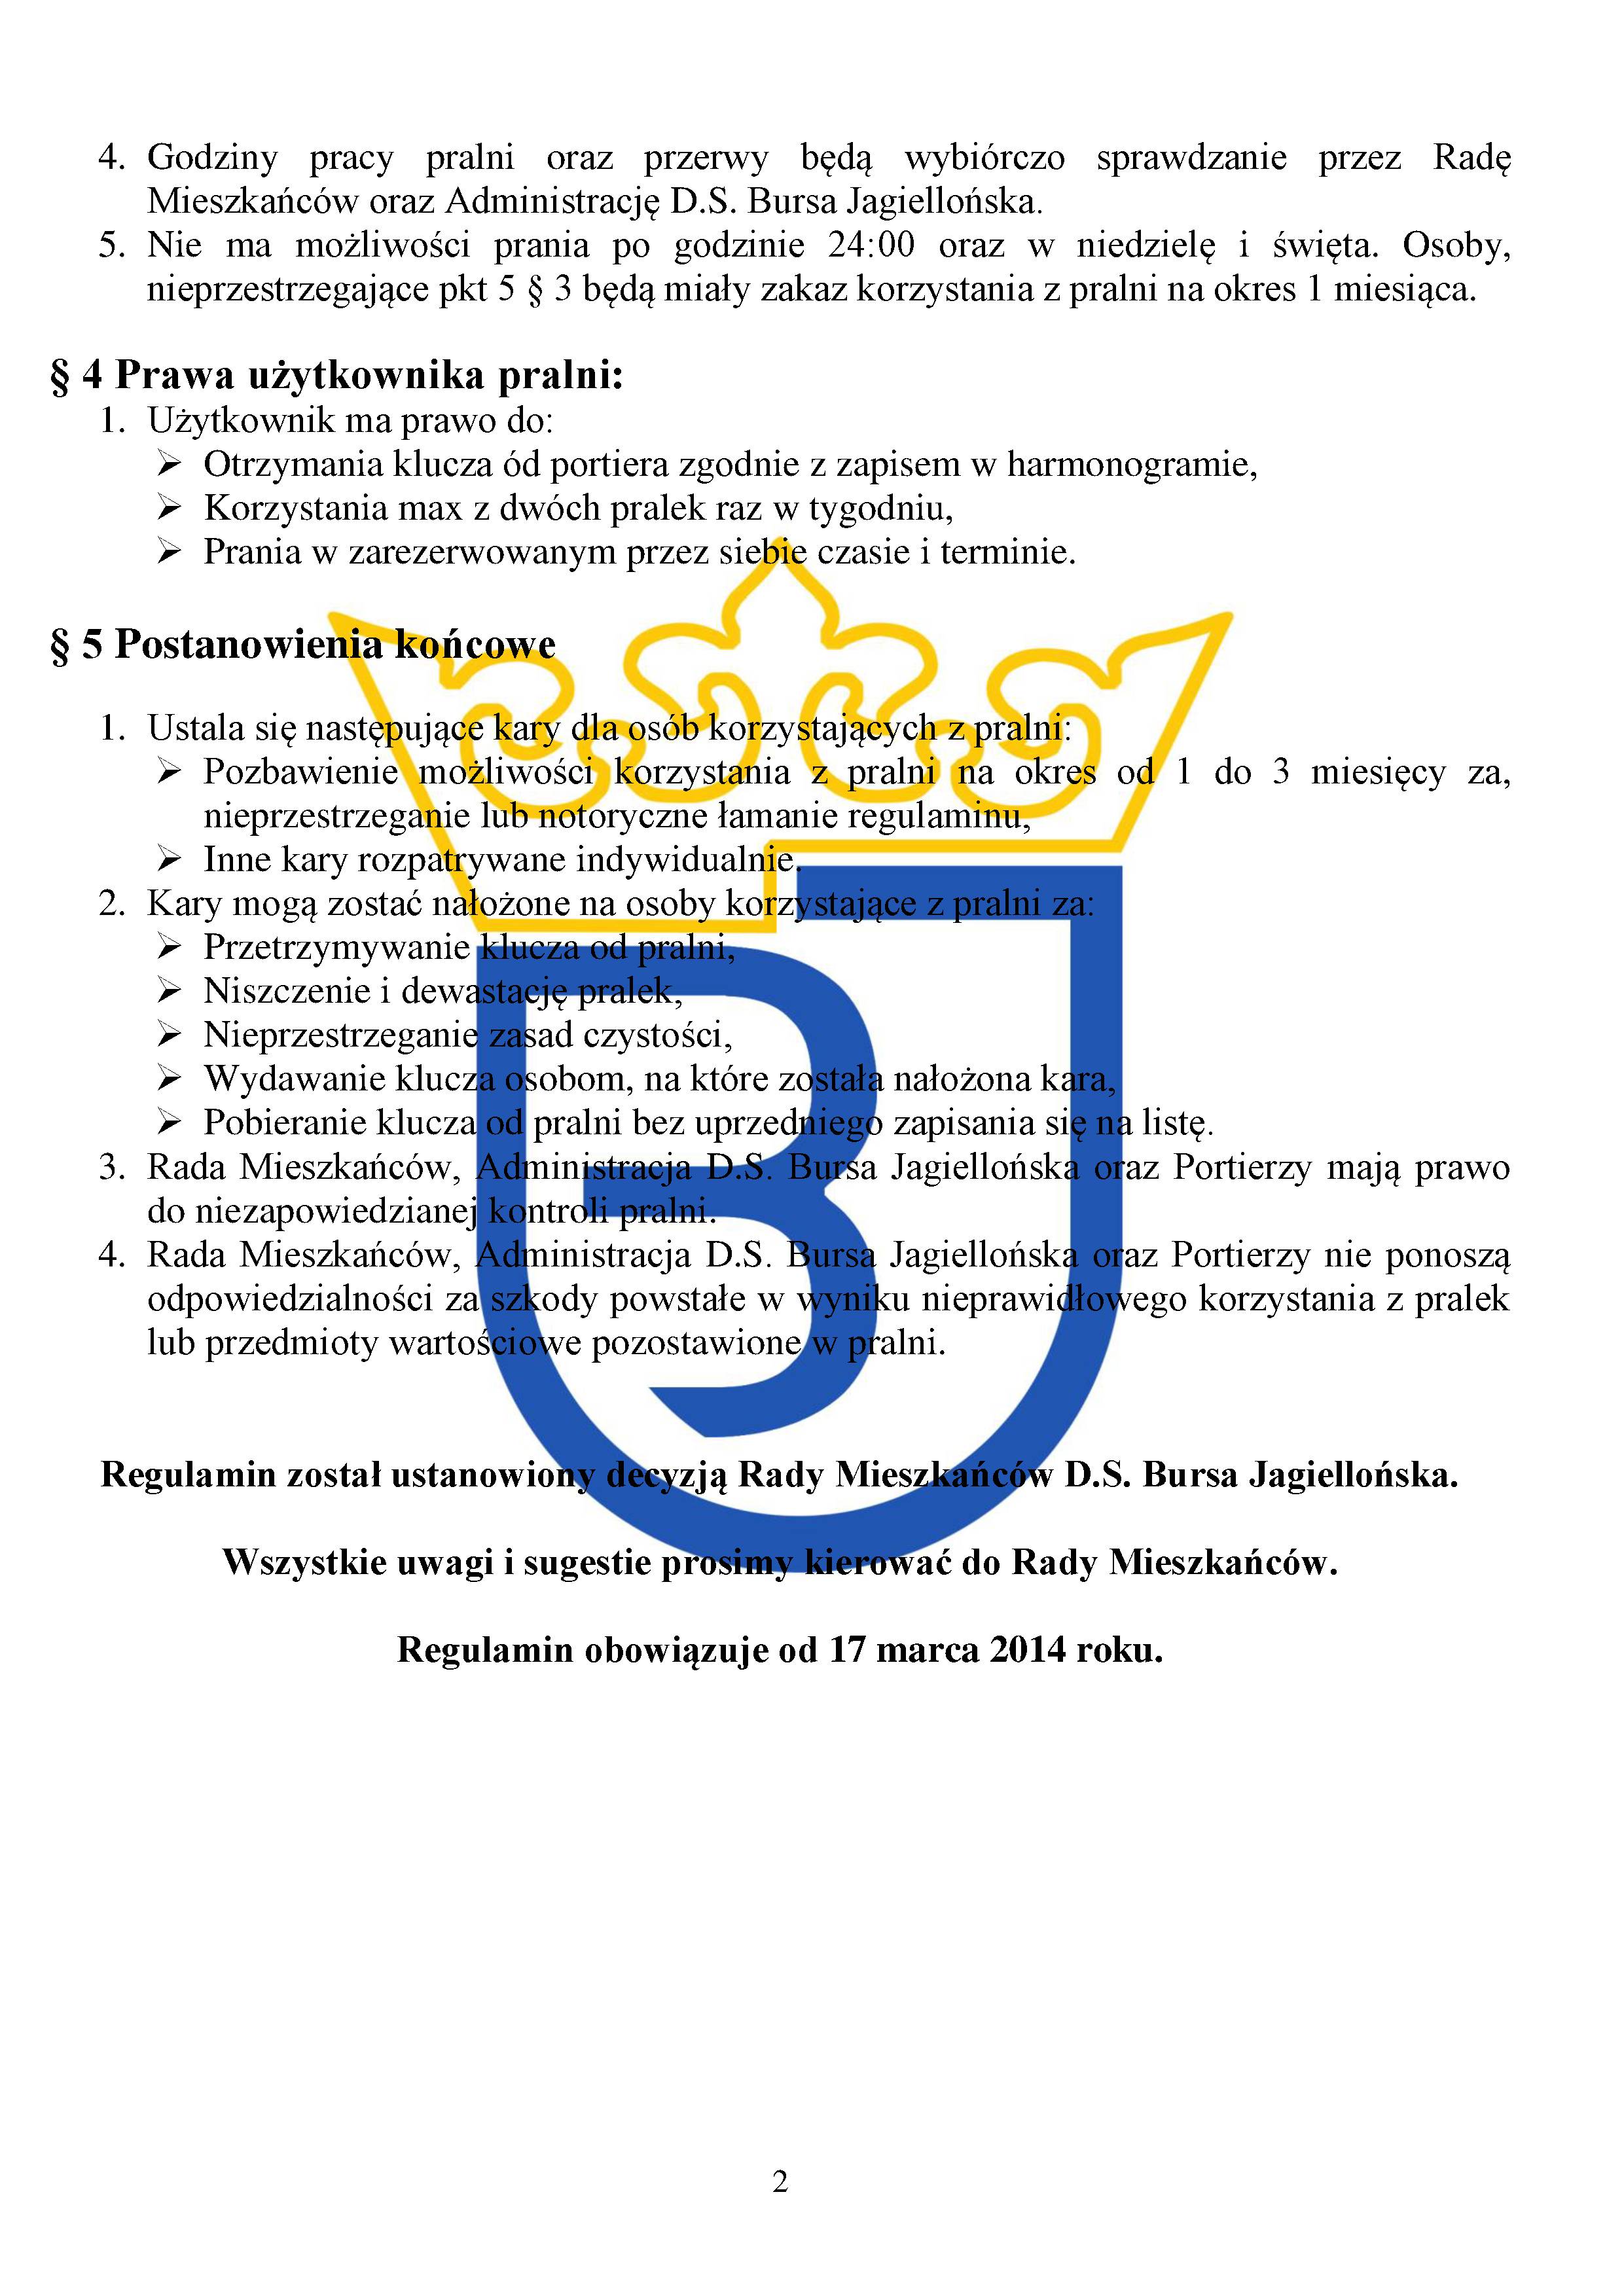 4. Godziny pracy pralni oraz przerwy będą wybiórczo sprawdzanie przez Radę
Mieszkańców oraz Administrację D.S. Bursa Jagiellońska.
5. Nie ma możliwości prania po godzinie 24:00 oraz w niedzielę i święta. Osoby,
nieprzestrzegające pkt 5 § 3 będą miały zakaz korzystania z pralni na okres 1 miesiąca.
§ 4 Prawa użytkownika pralni:
1. Użytkownik ma prawo do:
➢ Otrzymania klucza ód portiera zgodnie z zapisem w harmonogramie,
➢ Korzystania max z dwóch pralek raz w tygodniu,
➢ Prania w zarezerwowanym przez siebie czasie i terminie.
§ 5 Postanowienia końcowe
1. Ustala się następujące kary dla osób korzystających z pralni:
➢ Pozbawienie możliwości korzystania z pralni na okres od 1 do 3 miesięcy za,
nieprzestrzeganie lub notoryczne łamanie regulaminu,
➢ Inne kary rozpatrywane indywidualnie.
2. Kary mogą zostać nałożone na osoby korzystające z pralni za:
➢ Przetrzymywanie klucza od pralni,
➢ Niszczenie i dewastację pralek,
➢ Nieprzestrzeganie zasad czystości,
➢ Wydawanie klucza osobom, na które została nałożona kara,
➢ Pobieranie klucza od pralni bez uprzedniego zapisania się na listę.
3. Rada Mieszkańców, Administracja D.S. Bursa Jagiellońska oraz Portierzy mają prawo
do niezapowiedzianej kontroli pralni.
4. Rada Mieszkańców, Administracja D.S. Bursa Jagiellońska oraz Portierzy nie ponoszą
odpowiedzialności za szkody powstałe w wyniku nieprawidłowego korzystania z pralek
lub przedmioty wartościowe pozostawione w pralni.
Regulamin został ustanowiony decyzją Rady Mieszkańców D.S. Bursa Jagiellońska.
Wszystkie uwagi i sugestie prosimy kierować do Rady Mieszkańców.
Regulamin obowiązuje od 17 marca 2014 roku.
2